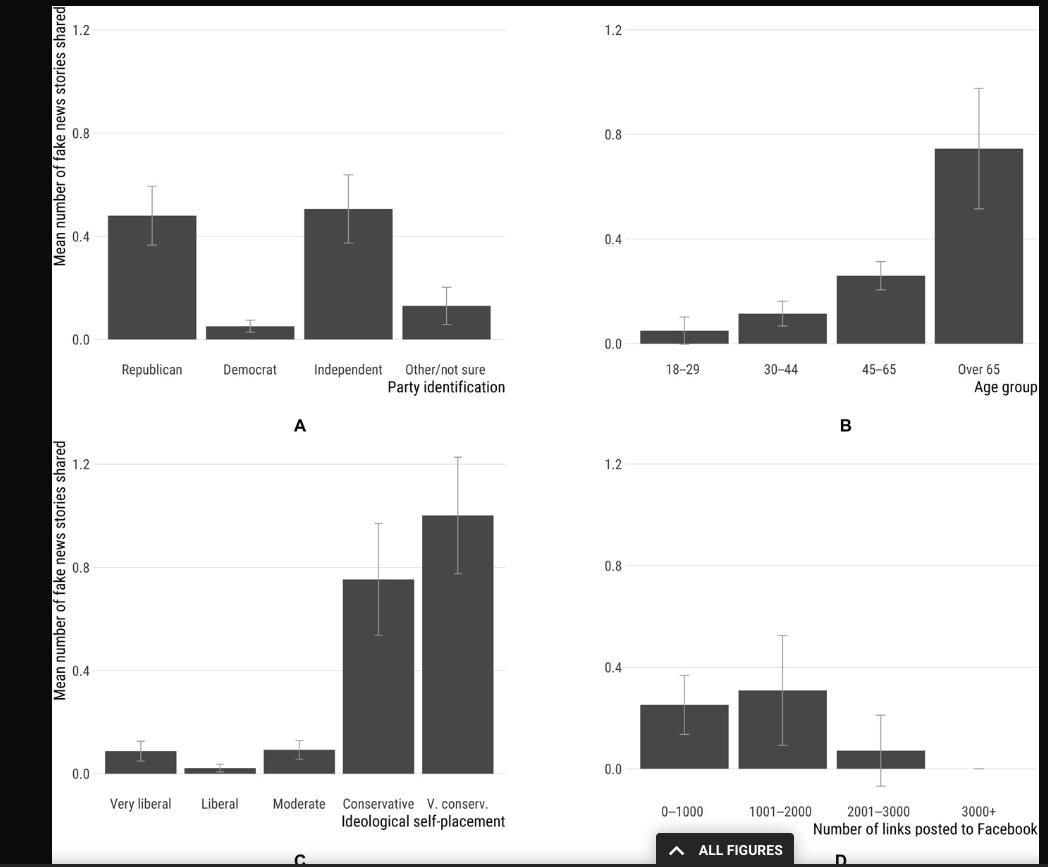 Mean number of fake news stories shared
1.2
0.8
0.4
0.0
Republican Democrat Independent Other/not sure
Party identification
A
1.2
0.8
0.4
0.0
18–29 30–44 45–65 Over 65
Age group
B
Mean number of fake news stories shared
1.2
0.8
0.4
0.0
Very liberal Liberal Moderate Conservative V. conserv.
Ideological self-placement
C
1.2
0.8
0.4
0.0
0–1000 1001–2000 2001–3000 3000+
Number of links posted to Facebook
D
ALL FIGURES